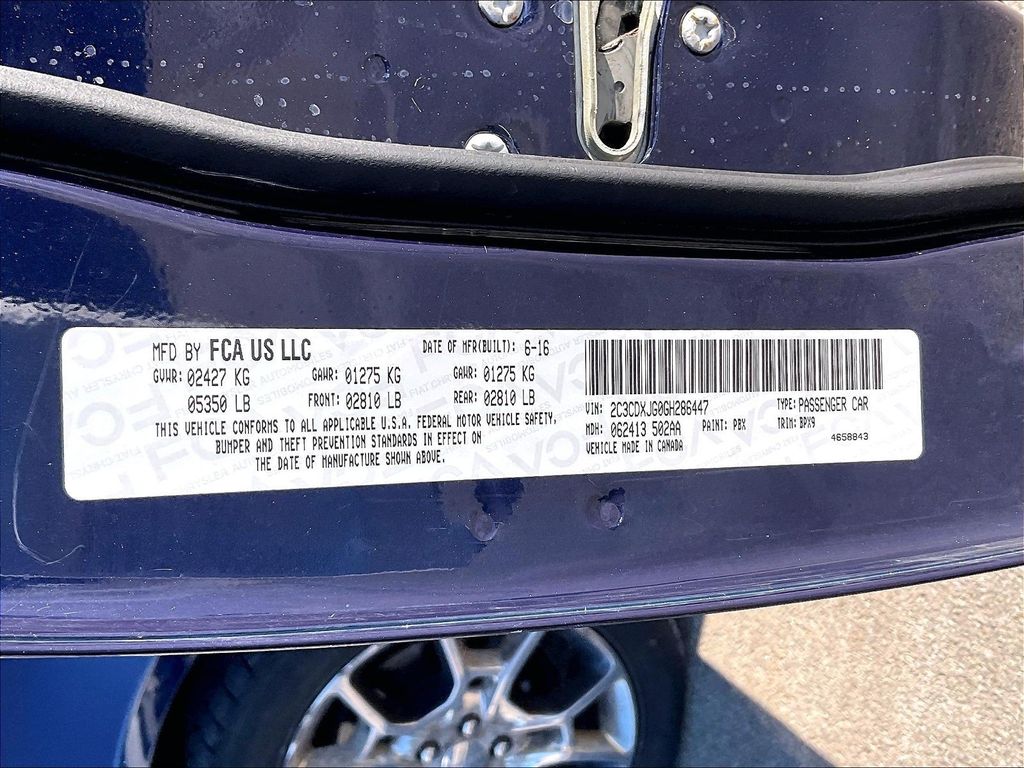 MFD BY FCA US LLC
DATE OF MFR(BUILT): 6-16
GVWR: 02427 KG GAWR: 01275 KG GAWR: 01275 KG
05350 LB FRONT: 02810 LB REAR: 02810 LB
THIS VEHICLE CONFORMS TO ALL APPLICABLE U.S.A. FEDERAL MOTOR VEHICLE SAFETY,
BUMPER AND THEFT PREVENTION STANDARDS IN EFFECT ON
THE DATE OF MANUFACTURE SHOWN ABOVE.
VIN: 2C3CDXJG0GH286447 TYPE: PASSENGER CAR
MDH: 062413 502AA PAINT: PBX TRIM: BPX9
VEHICLE MADE IN CANADA 4658843